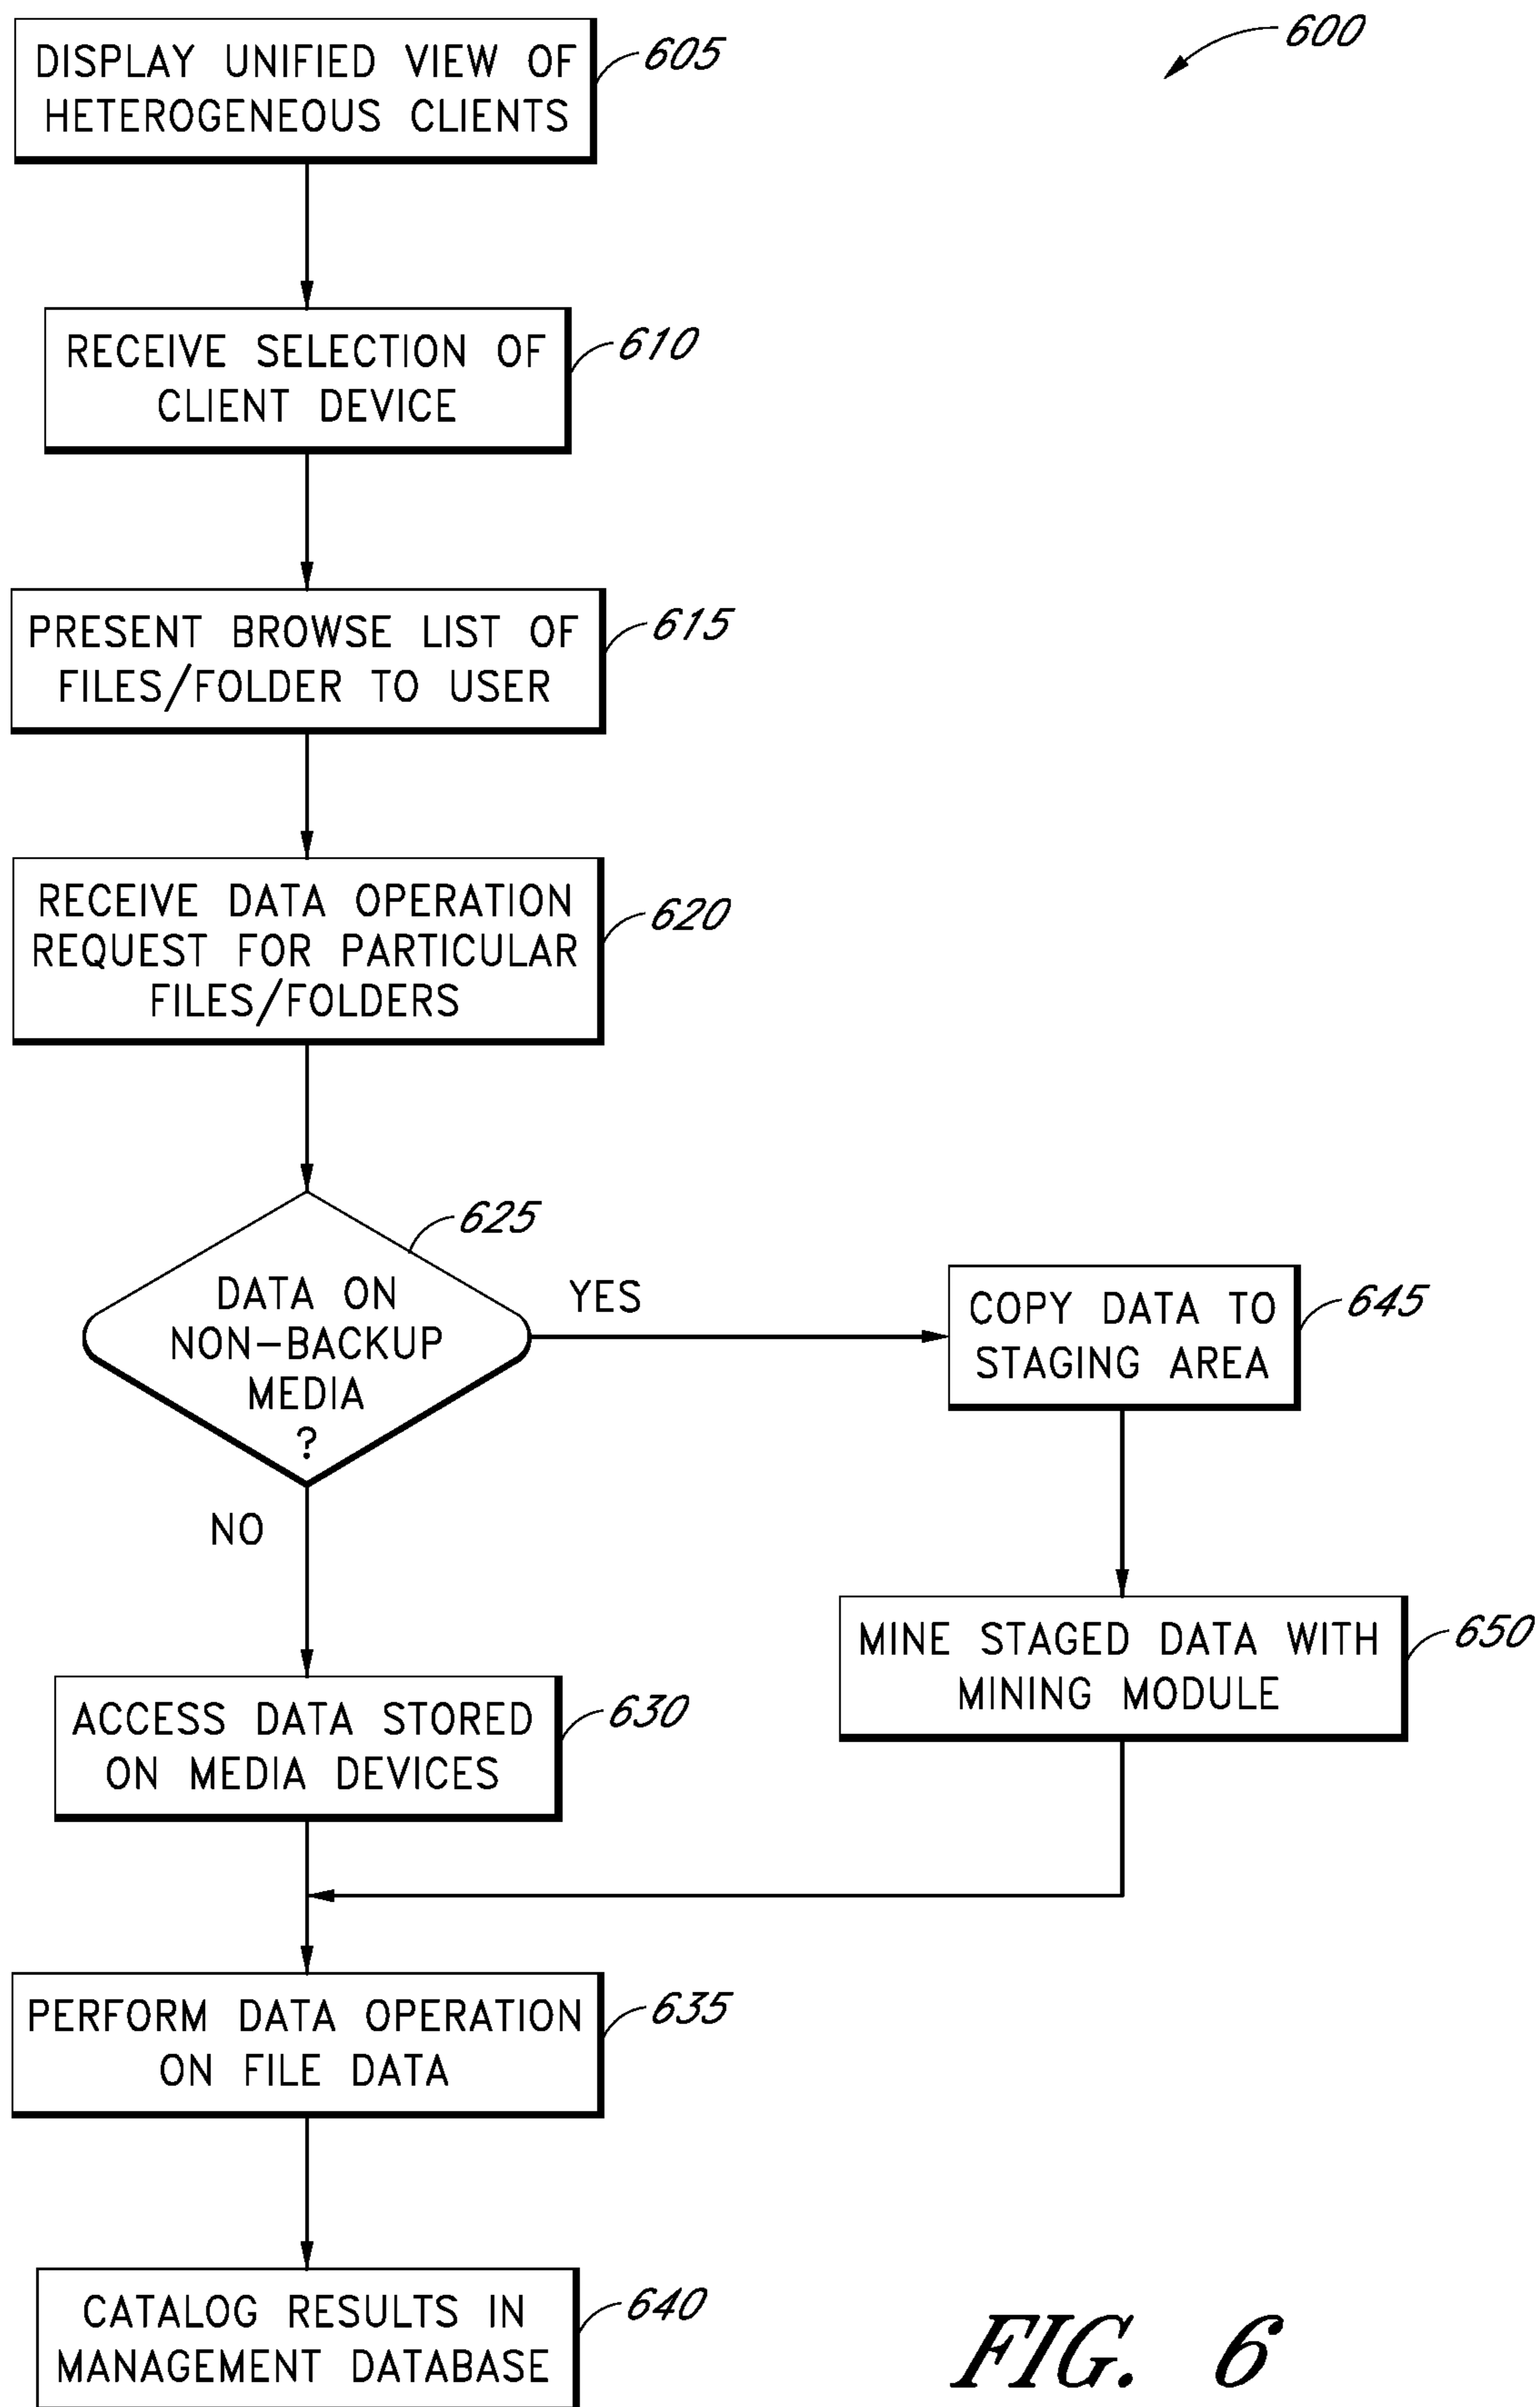 600
DISPLAY UNIFIED VIEW OF
HETEROGENEOUS CLIENTS
605
RECEIVE SELECTION OF
CLIENT DEVICE
610
PRESENT BROWSE LIST OF
FILES/FOLDER TO USER
615
RECEIVE DATA OPERATION
REQUEST FOR PARTICULAR
FILES/FOLDERS
620
625
DATA ON
NON-BACKUP
MEDIA
?
YES
NO
COPY DATA TO
STAGING AREA
645
MINE STAGED DATA WITH
MINING MODULE
650
ACCESS DATA STORED
ON MEDIA DEVICES
630
PERFORM DATA OPERATION
ON FILE DATA
635
CATALOG RESULTS IN
MANAGEMENT DATABASE
640
FIG. 6